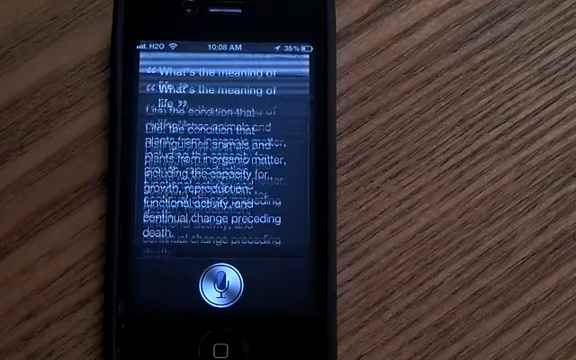 H2O 10:08 AM 35%
“ What's the meaning of
life ”
Life: the condition that
distinguishes animals and
plants from inorganic matter,
including the capacity for
growth, reproduction,
functional activity, and
continual change preceding
death.